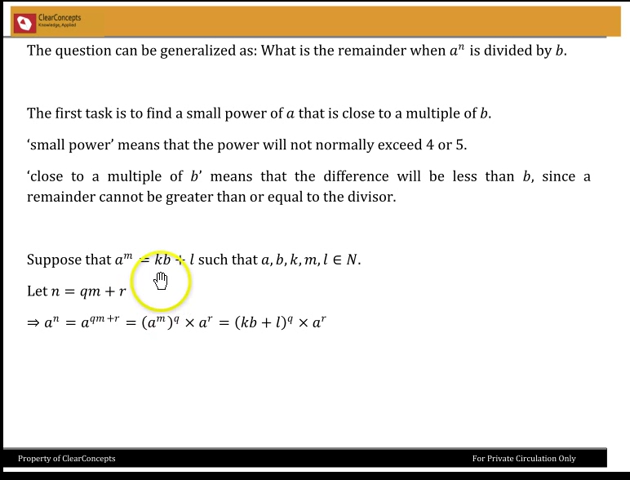 ClearConcepts
Knowledge, Applied
The question can be generalized as: What is the remainder when aⁿ is divided by b.
The first task is to find a small power of a that is close to a multiple of b.
‘small power’ means that the power will not normally exceed 4 or 5.
‘close to a multiple of b’ means that the difference will be less than b, since a
remainder cannot be greater than or equal to the divisor.
Suppose that aᵐ = kb + l such that a, b, k, m, l ∈ N.
Let n = qm + r
⇒ aⁿ = a^{qm+r} = (aᵐ)^q × aʳ = (kb + l)^q × aʳ
Property of ClearConcepts
For Private Circulation Only